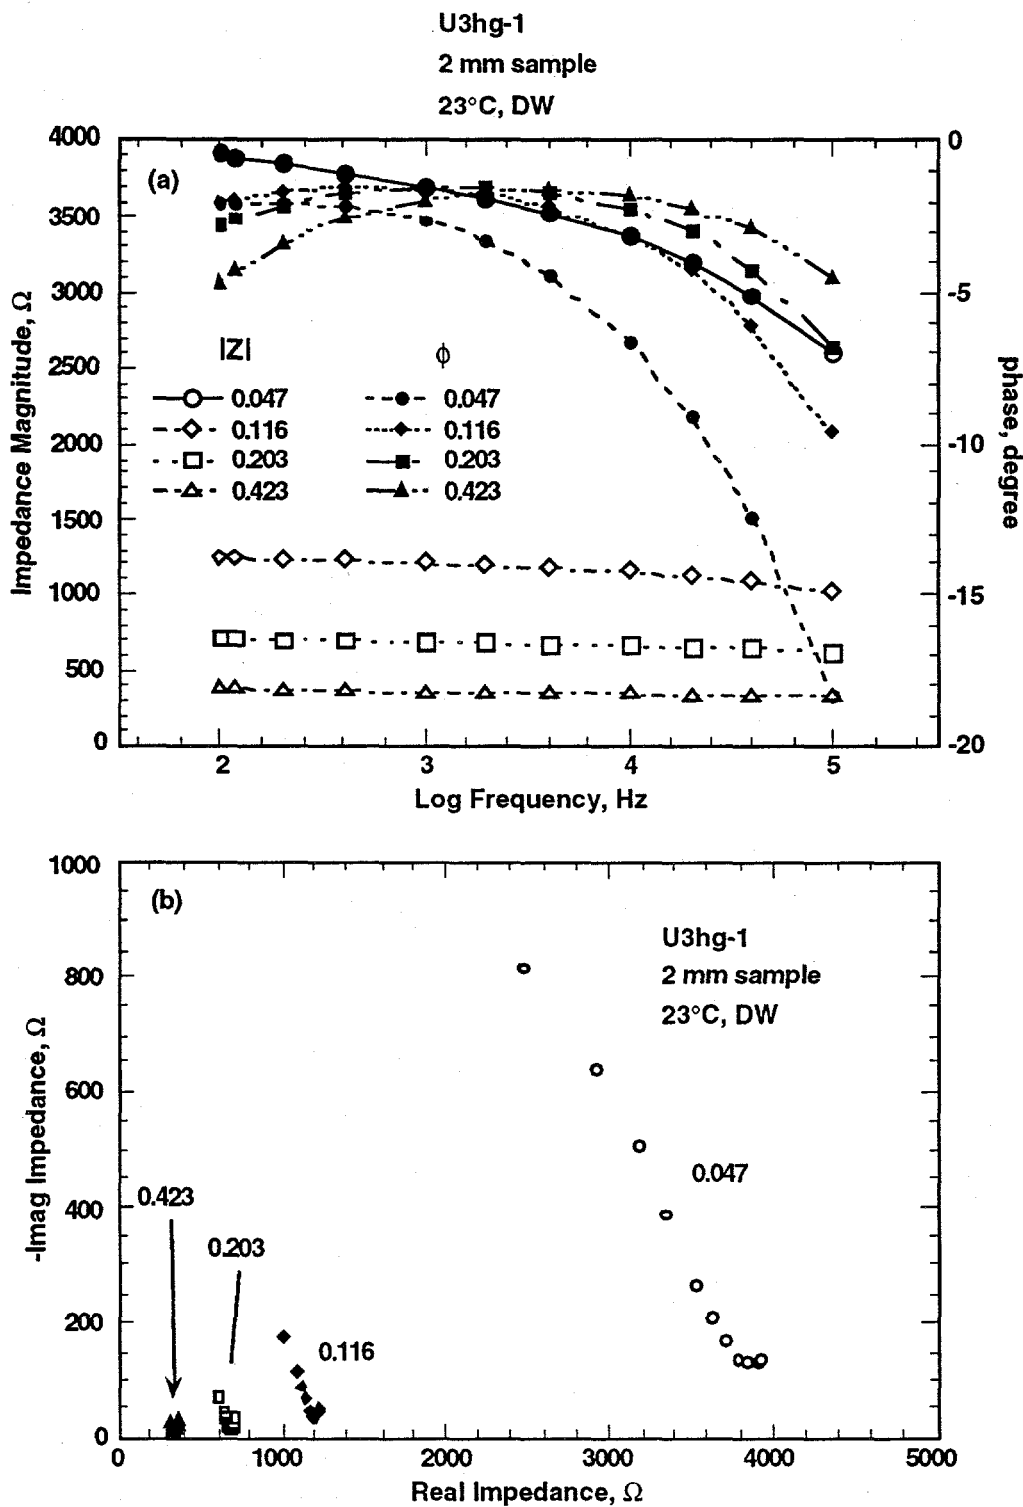 U3hg-1
2 mm sample
23°C, DW
(a)
Impedance Magnitude, Ω
4000
3500
3000
2500
2000
1500
1000
500
0
|Z| ϕ
0.047 0.047
0.116 0.116
0.203 0.203
0.423 0.423
0
-5
-10
-15
-20
phase, degree
2 3 4 5
Log Frequency, Hz
(b)
-Imag Impedance, Ω
1000
800
600
400
200
0
U3hg-1
2 mm sample
23°C, DW
0.047
0.423
0.203
0.116
0 1000 2000 3000 4000 5000
Real Impedance, Ω